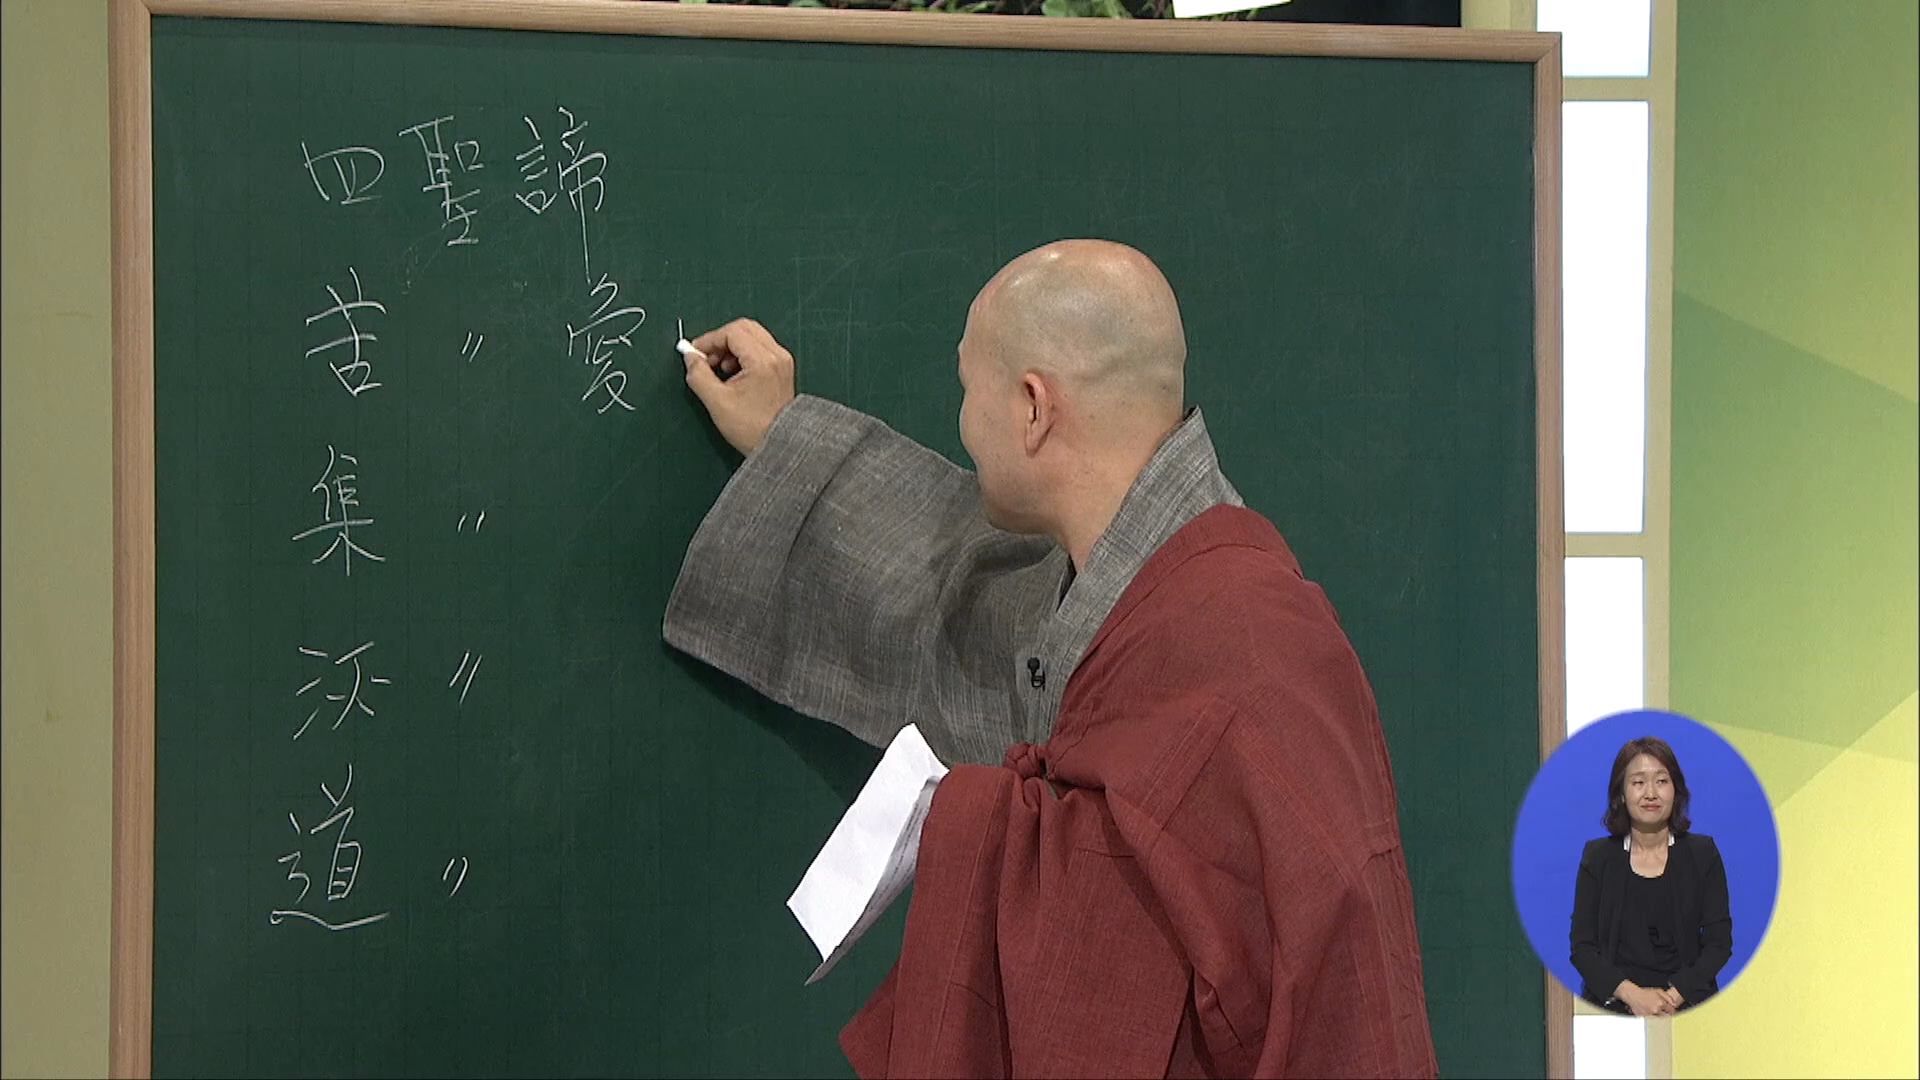 四聖諦
苦 〃 愛
集 〃
滅 〃
道 〃